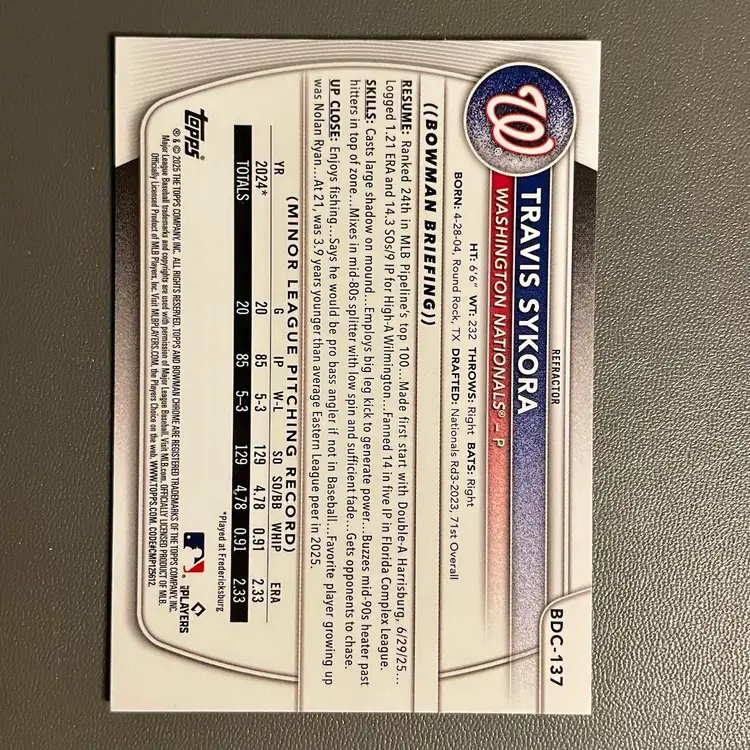 REFRACTOR
BDC-137
W
TRAVIS SYKORA
WASHINGTON NATIONALS® – P
HT: 6'6" WT: 232 THROWS: Right BATS: Right
BORN: 4-28-04, Round Rock, TX DRAFTED: Nationals Rd3-2023, 71st Overall
((BOWMAN BRIEFING))
RESUME: Ranked 24th in MLB Pipeline's top 100...Made first start with Double-A Harrisburg, 6/29/25...
Logged 1.21 ERA and 14.3 SOs/9 IP for High-A Wilmington...Fanned 14 in five IP in Florida Complex League.
SKILLS: Casts large shadow on mound...Employs big leg kick to generate power...Buzzes mid-90s heater past
hitters in top of zone...Mixes in mid-80s splitter with low spin and sufficient fade...Gets opponents to chase.
UP CLOSE: Enjoys fishing...Says he would be pro bass angler if not in Baseball...Favorite player growing up
was Nolan Ryan...At 21, was 3.9 years younger than average Eastern League peer in 2025.
(MINOR LEAGUE PITCHING RECORD)
YR G IP W-L SO SO/BB WHIP ERA
2024* 20 85 5-3 129 4.78 0.91 2.33
TOTALS 20 85 5-3 129 4.78 0.91 2.33
*Played at Fredericksburg
topps®
MLB PLAYERS
® & © 2025 THE TOPPS COMPANY, INC. ALL RIGHTS RESERVED. TOPPS AND BOWMAN CHROME ARE REGISTERED TRADEMARKS OF THE TOPPS COMPANY, INC.
Major League Baseball trademarks and copyrights are used with permission of Major League Baseball. Visit MLB.com. OFFICIALLY LICENSED PRODUCT OF MLB.
Officially Licensed Product of MLB Players, Inc. Visit MLBPLAYERS.COM, the Players Choice on the web. WWW.TOPPS.COM. CODE#CMP125612